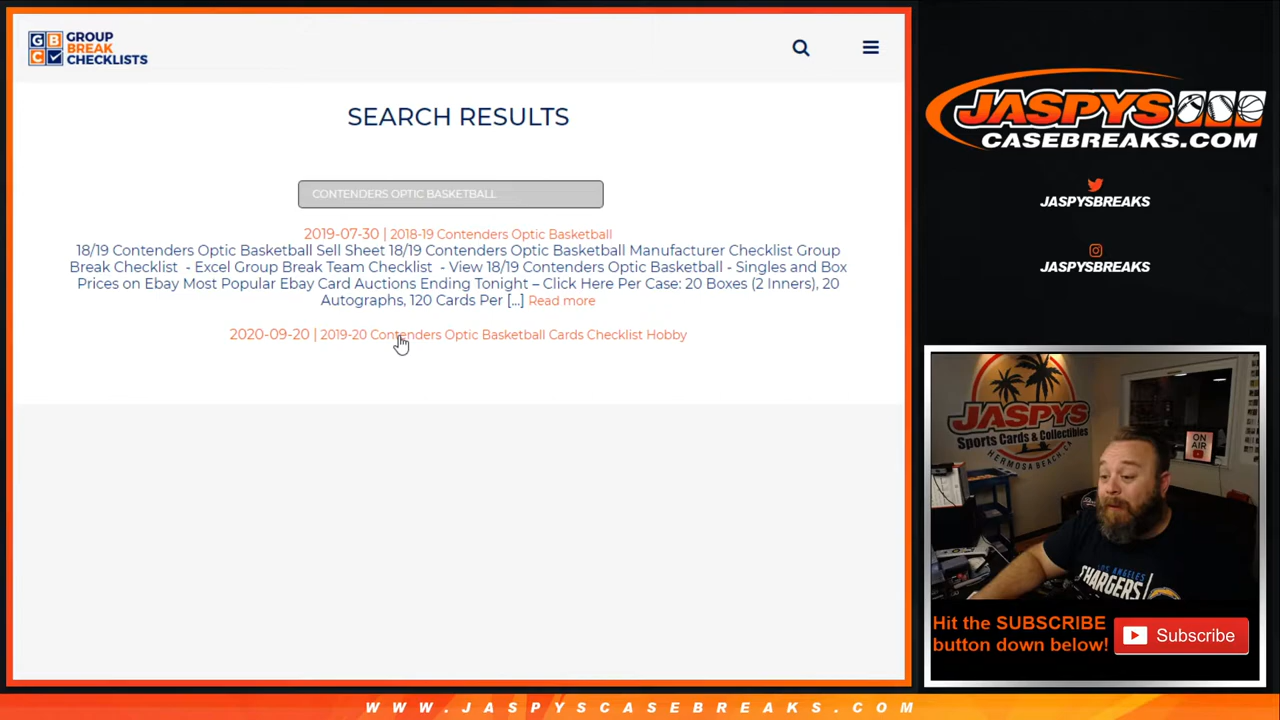 GROUP
BREAK
CHECKLISTS
GBC
SEARCH RESULTS
CONTENDERS OPTIC BASKETBALL
2019-07-30 | 2018-19 Contenders Optic Basketball
18/19 Contenders Optic Basketball Sell Sheet 18/19 Contenders Optic Basketball Manufacturer Checklist Group
Break Checklist - Excel Group Break Team Checklist - View 18/19 Contenders Optic Basketball - Singles and Box
Prices on Ebay Most Popular Ebay Card Auctions Ending Tonight – Click Here Per Case: 20 Boxes (2 Inners), 20
Autographs, 120 Cards Per [...] Read more
2020-09-20 | 2019-20 Contenders Optic Basketball Cards Checklist Hobby
JASPYS
CASEBREAKS.COM
JASPYSBREAKS
JASPYSBREAKS
JASPYS
Sports Cards & Collectibles
HERMOSA BEACH, CA
ON
AIR
LOS ANGELES
CHARGERS
Hit the SUBSCRIBE
button down below!
Subscribe
WWW.JASPYSCASEBREAKS.COM